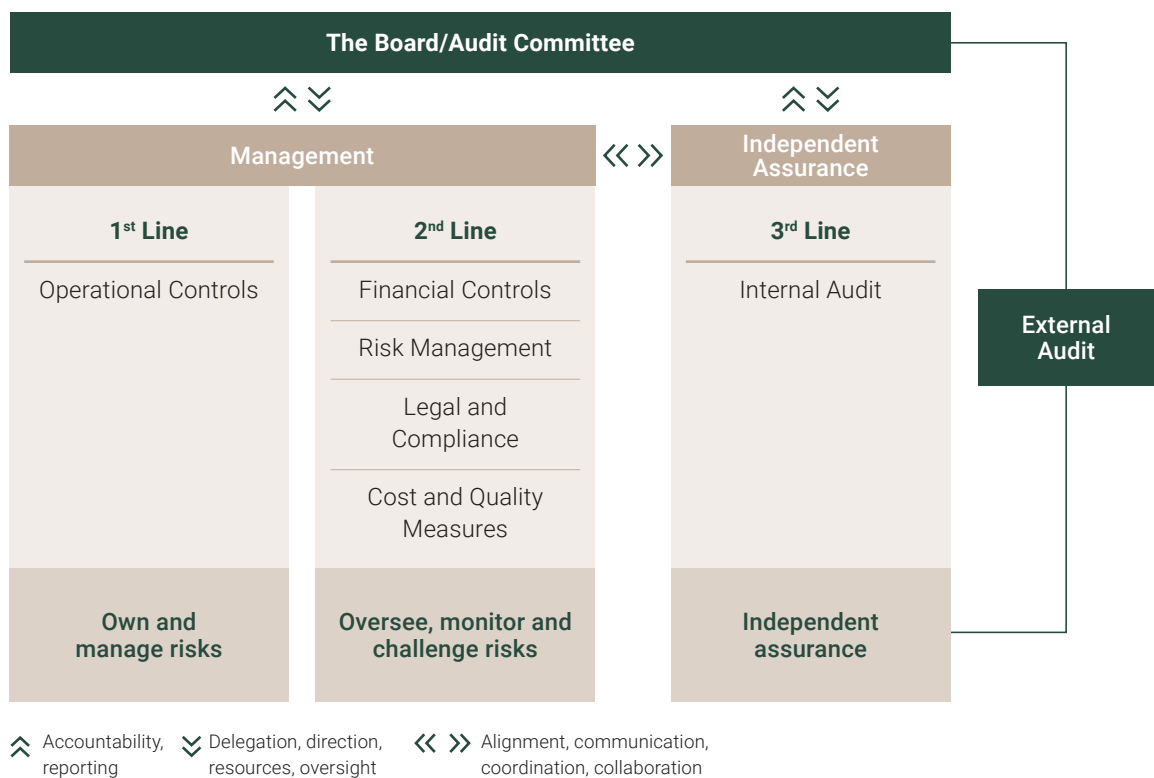 The Board/Audit Committee
Management
Independent
Assurance
1st Line
Operational Controls
Own and
manage risks
2nd Line
Financial Controls
Risk Management
Legal and
Compliance
Cost and Quality
Measures
Oversee, monitor and
challenge risks
3rd Line
Internal Audit
Independent
assurance
External
Audit
Accountability,
reporting
Delegation, direction,
resources, oversight
Alignment, communication,
coordination, collaboration